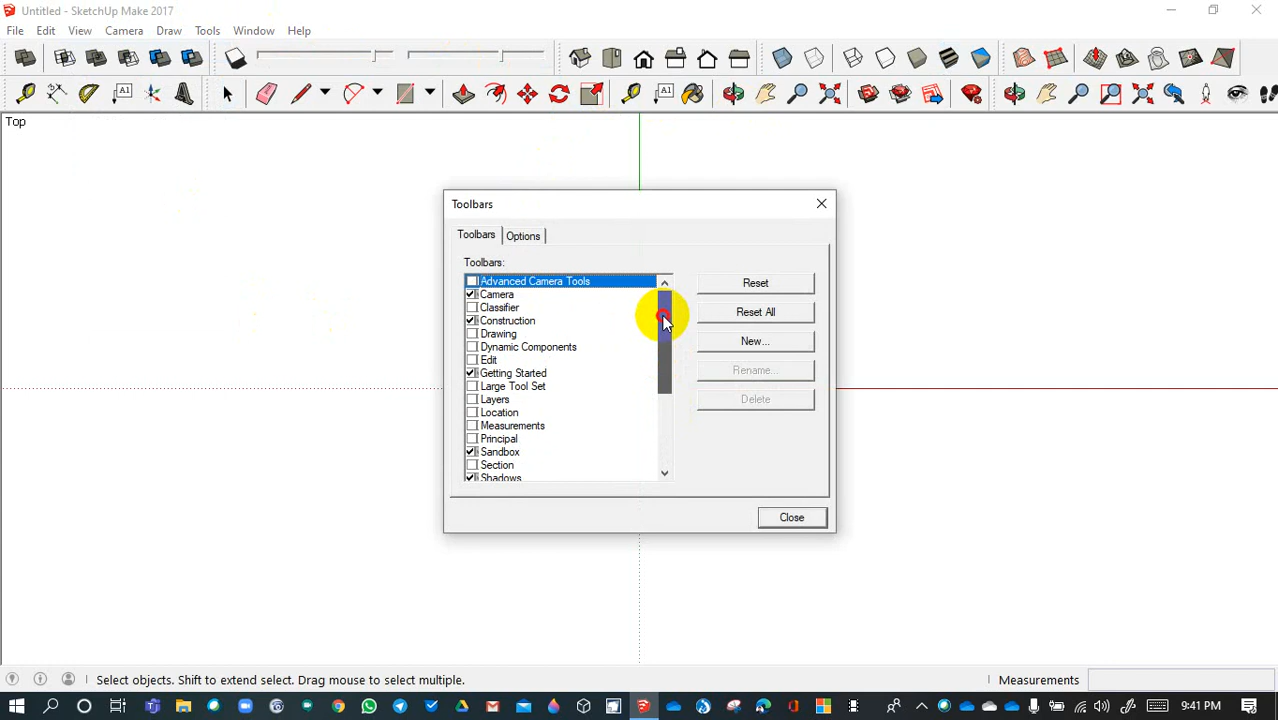 Untitled - SketchUp Make 2017
File Edit View Camera Draw Tools Window Help
A1 A1
Top
Toolbars
Toolbars Options
Toolbars:
Advanced Camera Tools
Camera
Classifier
Construction
Drawing
Dynamic Components
Edit
Getting Started
Large Tool Set
Layers
Location
Measurements
Principal
Sandbox
Section
Shadows
Reset
Reset All
New...
Rename...
Delete
Close
Select objects. Shift to extend select. Drag mouse to select multiple.
Measurements
9:41 PM